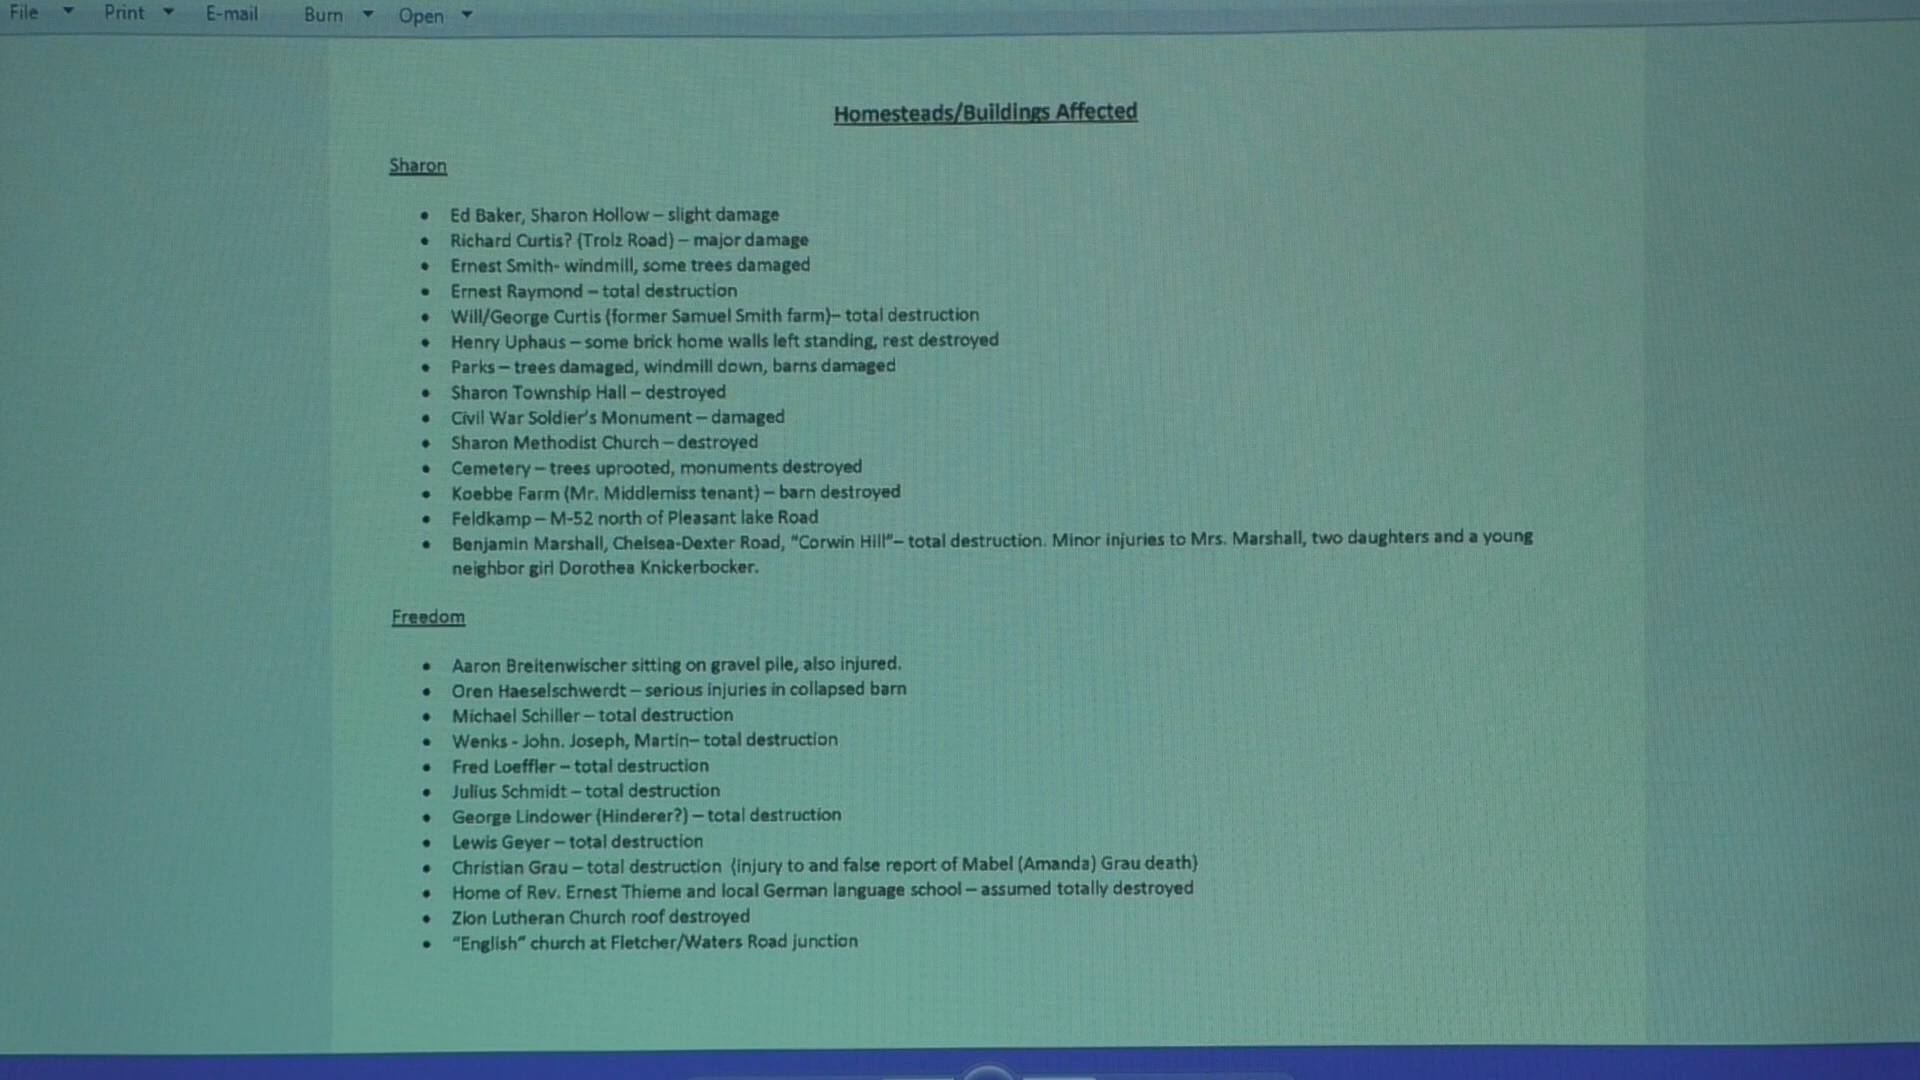 File Print E-mail Burn Open
Homesteads/Buildings Affected
Sharon
• Ed Baker, Sharon Hollow – slight damage
• Richard Curtis? (Trolz Road) – major damage
• Ernest Smith- windmill, some trees damaged
• Ernest Raymond – total destruction
• Will/George Curtis (former Samuel Smith farm)– total destruction
• Henry Uphaus – some brick home walls left standing, rest destroyed
• Parks – trees damaged, windmill down, barns damaged
• Sharon Township Hall – destroyed
• Civil War Soldier's Monument – damaged
• Sharon Methodist Church – destroyed
• Cemetery – trees uprooted, monuments destroyed
• Koebbe Farm (Mr. Middlemiss tenant) – barn destroyed
• Feldkamp – M-52 north of Pleasant lake Road
• Benjamin Marshall, Chelsea-Dexter Road, "Corwin Hill"– total destruction. Minor injuries to Mrs. Marshall, two daughters and a young
neighbor girl Dorothea Knickerbocker.
Freedom
• Aaron Breitenwischer sitting on gravel pile, also injured.
• Oren Haeselschwerdt – serious injuries in collapsed barn
• Michael Schiller – total destruction
• Wenks - John. Joseph, Martin– total destruction
• Fred Loeffler – total destruction
• Julius Schmidt – total destruction
• George Lindower (Hinderer?) – total destruction
• Lewis Geyer – total destruction
• Christian Grau – total destruction (injury to and false report of Mabel (Amanda) Grau death)
• Home of Rev. Ernest Thieme and local German language school – assumed totally destroyed
• Zion Lutheran Church roof destroyed
• "English" church at Fletcher/Waters Road junction